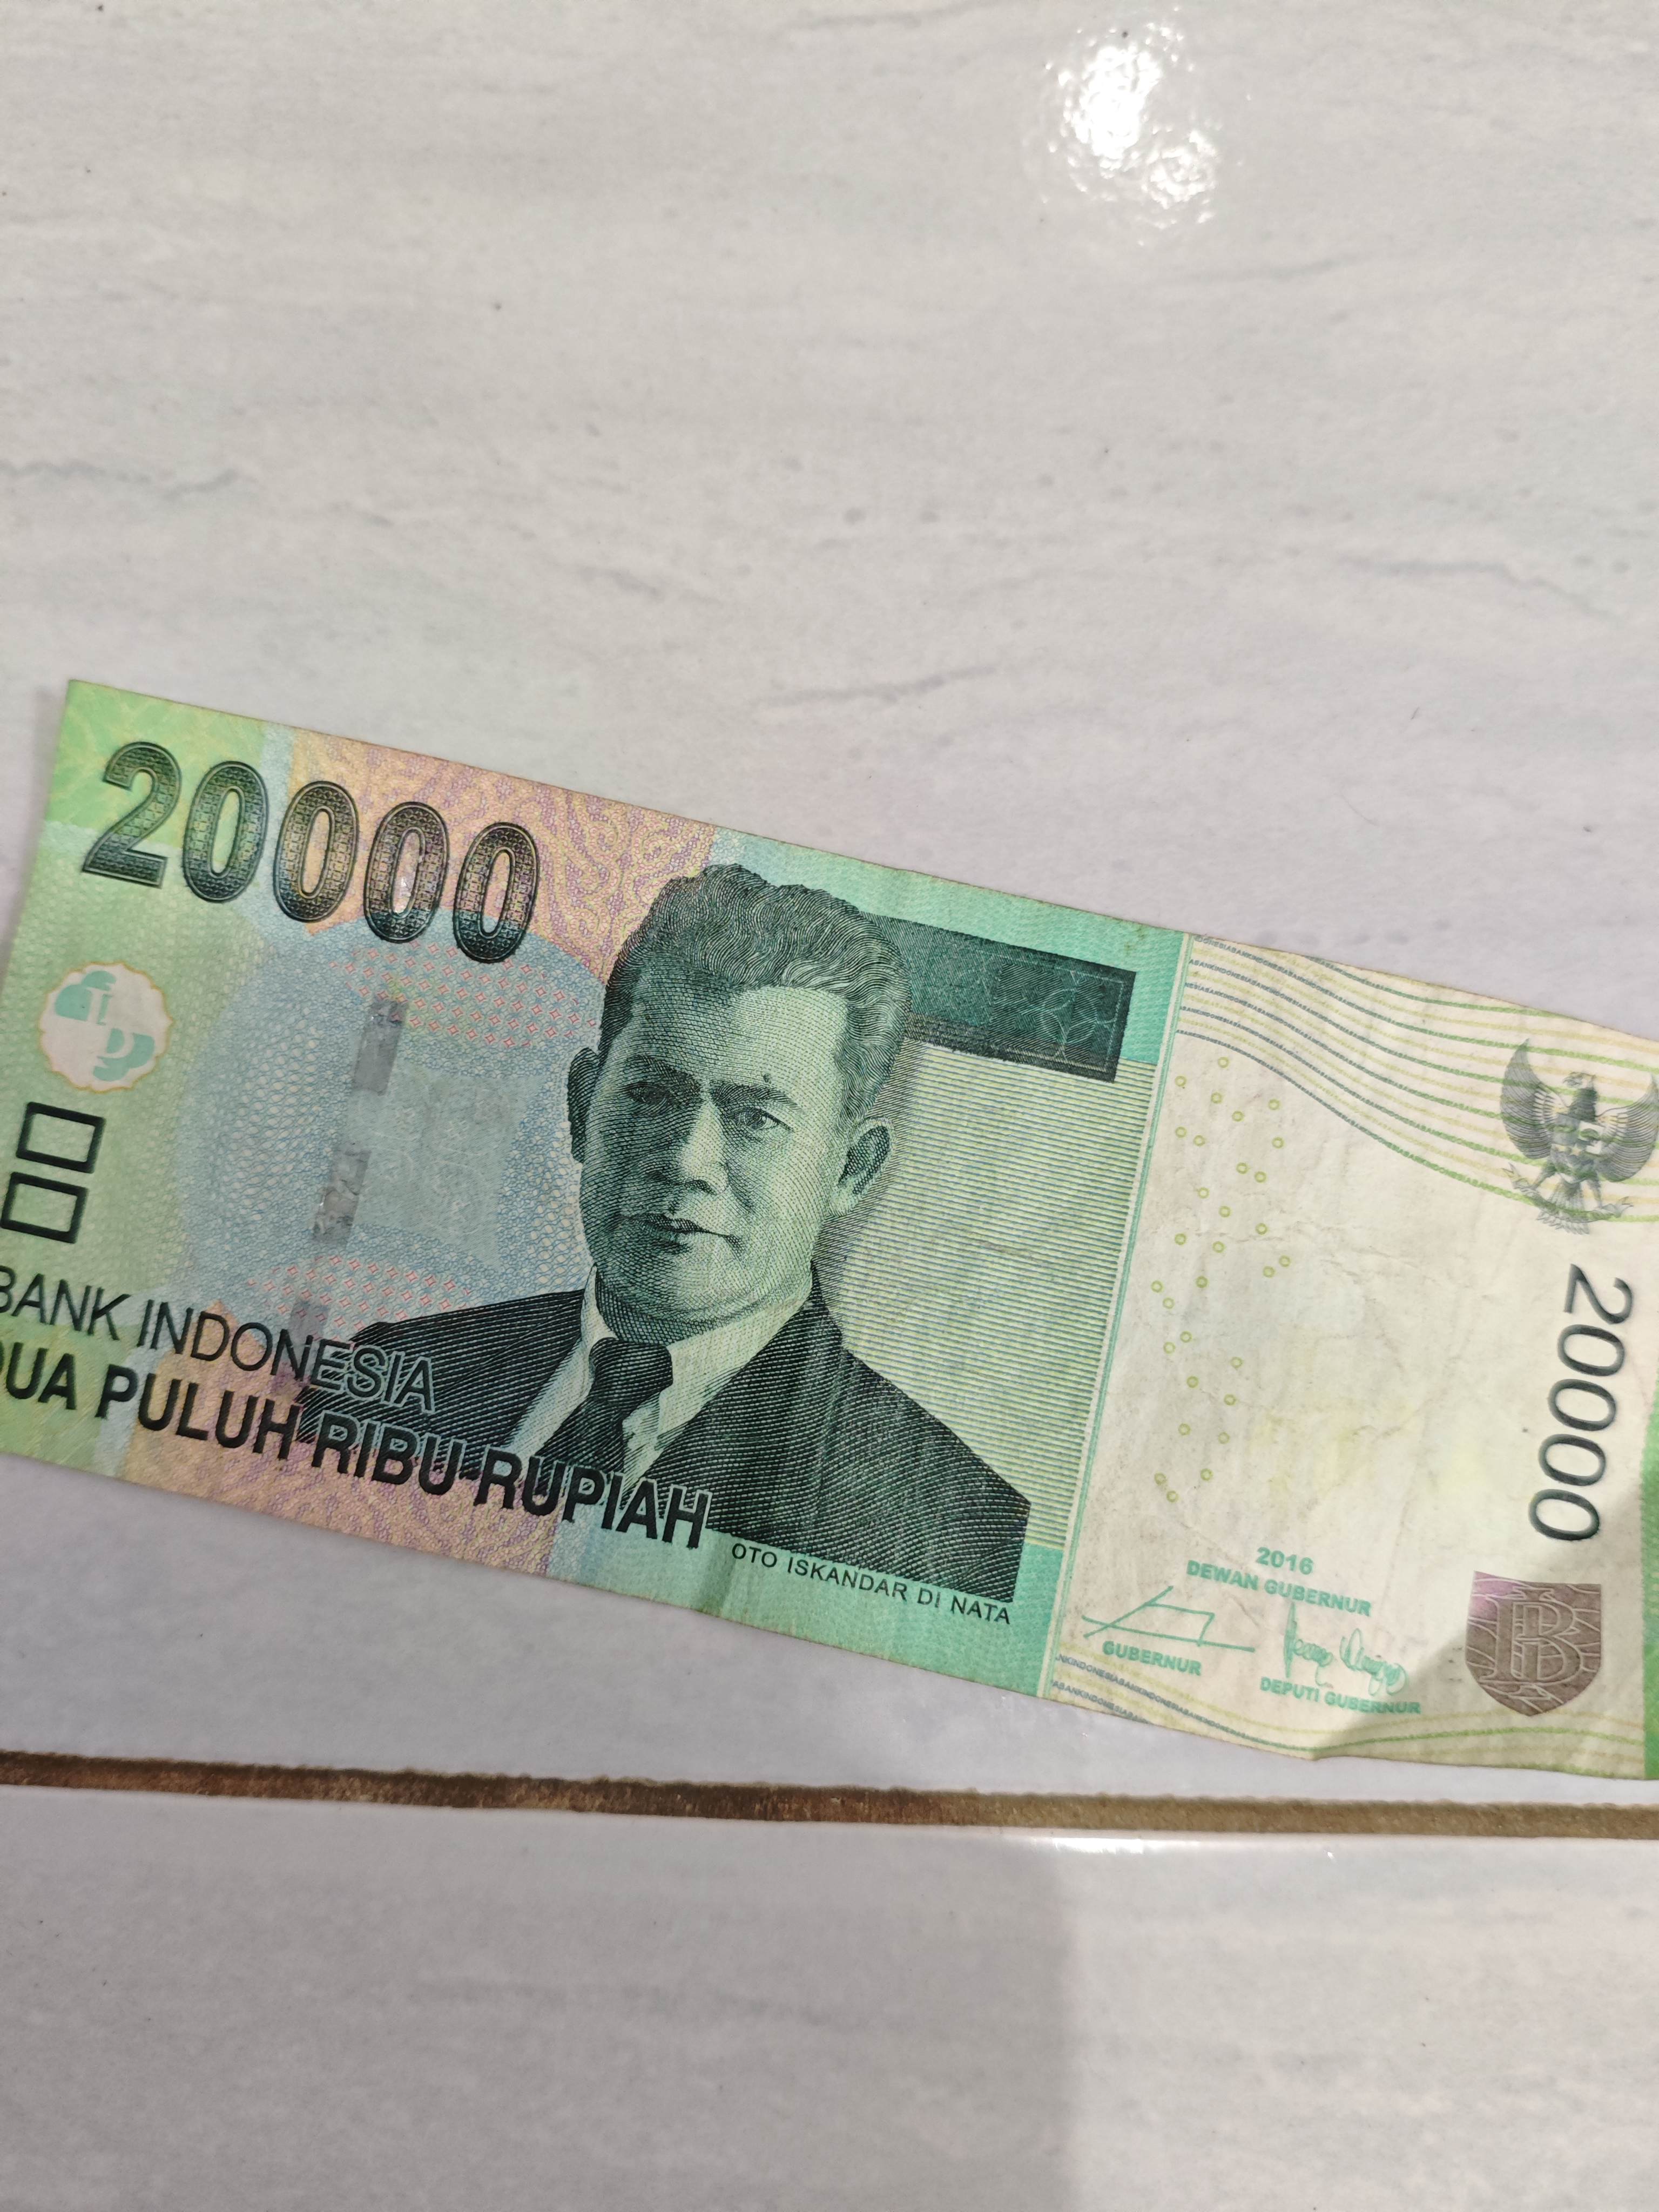 20000
BANK INDONESIA
DUA PULUH RIBU RUPIAH
OTO ISKANDAR DI NATA
20000
2016
DEWAN GUBERNUR
GUBERNUR
DEPUTI GUBERNUR